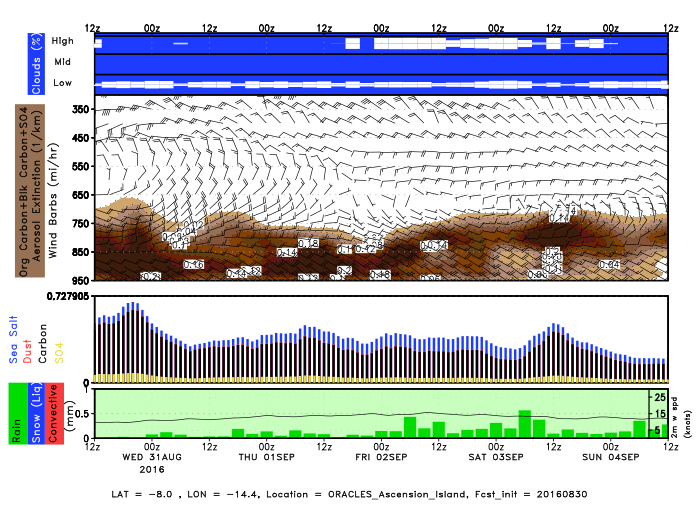 12z 00z 12z 00z 12z 00z 12z 00z 12z 00z 12z
Clouds (%)
High
Mid
Low
Org Carbon+Blk Carbon+SO4
Aerosol Extinction (1/km)
Wind Barbs (mi/hr)
350
450
550
650
750
850
950
0.727905
Sea Salt
Dust
Carbon
SO4
0
Rain
Snow (Liq)
Convective
(mm)
1
0.5
0
25
15
5
2m w spd
(knots)
12z 00z 12z 00z 12z 00z 12z 00z 12z 00z 12z
WED 31AUG THU 01SEP FRI 02SEP SAT 03SEP SUN 04SEP
2016
LAT = -8.0 , LON = -14.4, Location = ORACLES_Ascension_Island, Fcst_init = 20160830